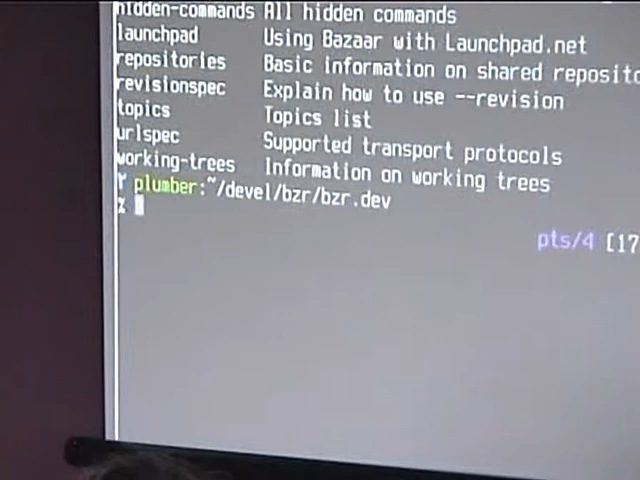 hidden-commands All hidden commands
launchpad Using Bazaar with Launchpad.net
repositories Basic information on shared reposito
revisionspec Explain how to use --revision
topics Topics list
urlspec Supported transport protocols
working-trees Information on working trees
plumber:~/devel/bzr/bzr.dev
%
pts/4 [17